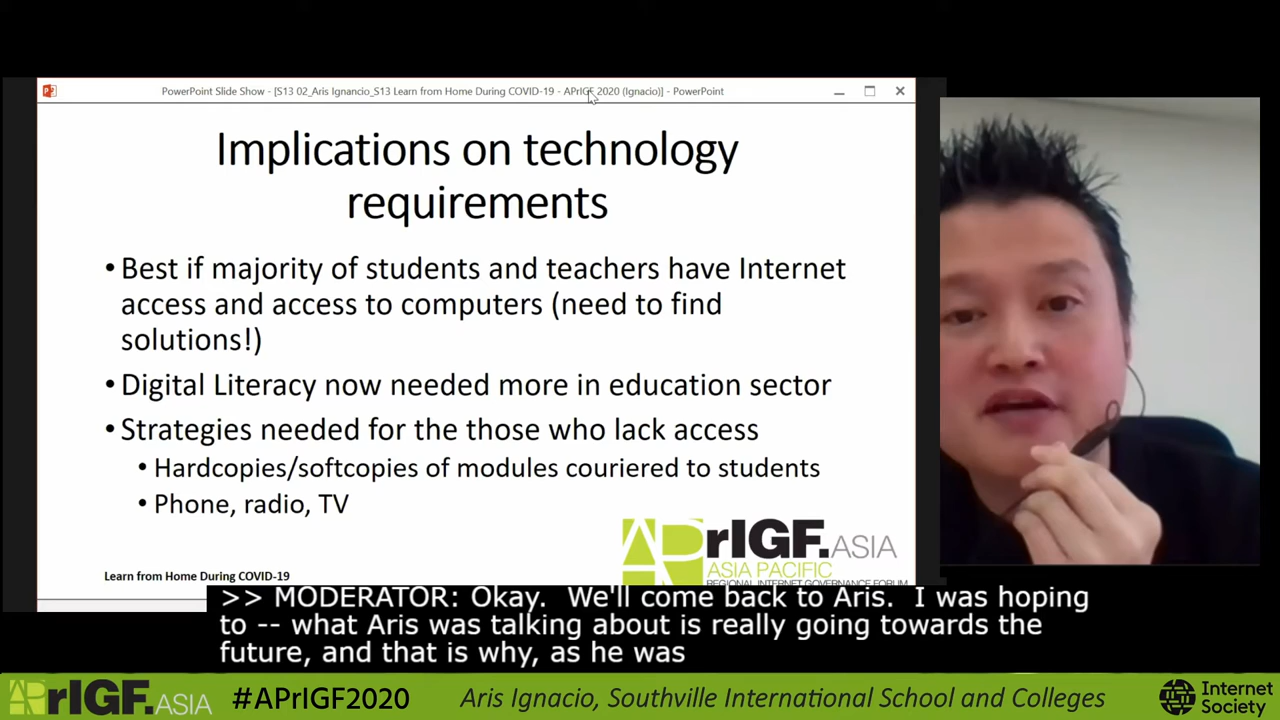 PowerPoint Slide Show - [S13 02_Aris Ignancio_S13 Learn from Home During COVID-19 - APrIGF 2020 (Ignacio)] - PowerPoint
Implications on technology
requirements
• Best if majority of students and teachers have Internet
access and access to computers (need to find
solutions!)
• Digital Literacy now needed more in education sector
• Strategies needed for the those who lack access
• Hardcopies/softcopies of modules couriered to students
• Phone, radio, TV
APrIGF.ASIA
ASIA PACIFIC
REGIONAL INTERNET GOVERNANCE FORUM
Learn from Home During COVID-19
>> MODERATOR: Okay. We'll come back to Aris. I was hoping
to -- what Aris was talking about is really going towards the
future, and that is why, as he was
APrIGF.ASIA #APrIGF2020 Aris Ignacio, Southville International School and Colleges Internet
Society